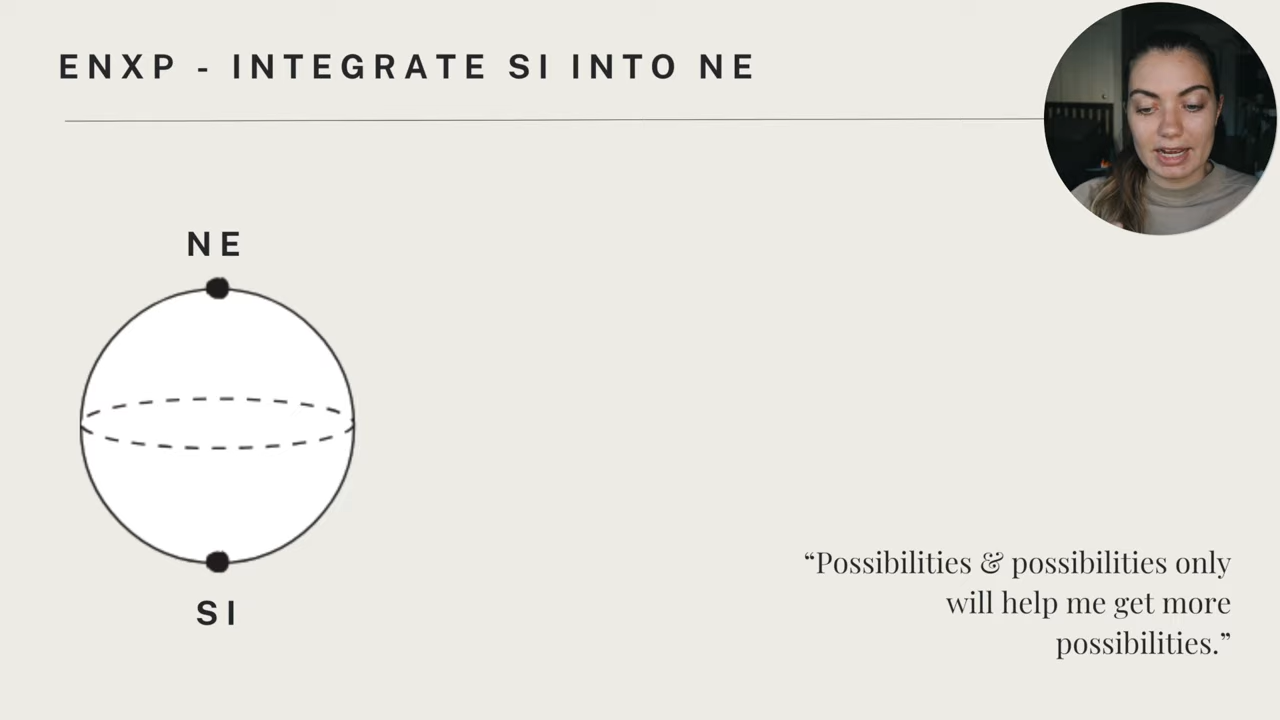 ENXP - INTEGRATE SI INTO NE
NE
SI
“Possibilities & possibilities only
will help me get more
possibilities.”